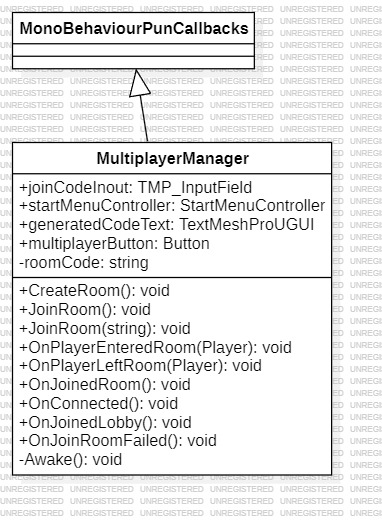 MonoBehaviourPunCallbacks
MultiplayerManager
+joinCodeInout: TMP_InputField
+startMenuController: StartMenuController
+generatedCodeText: TextMeshProUGUI
+multiplayerButton: Button
-roomCode: string
+CreateRoom(): void
+JoinRoom(): void
+JoinRoom(string): void
+OnPlayerEnteredRoom(Player): void
+OnPlayerLeftRoom(Player): void
+OnJoinedRoom(): void
+OnConnected(): void
+OnJoinedLobby(): void
+OnJoinRoomFailed(): void
-Awake(): void
UNREGISTERED